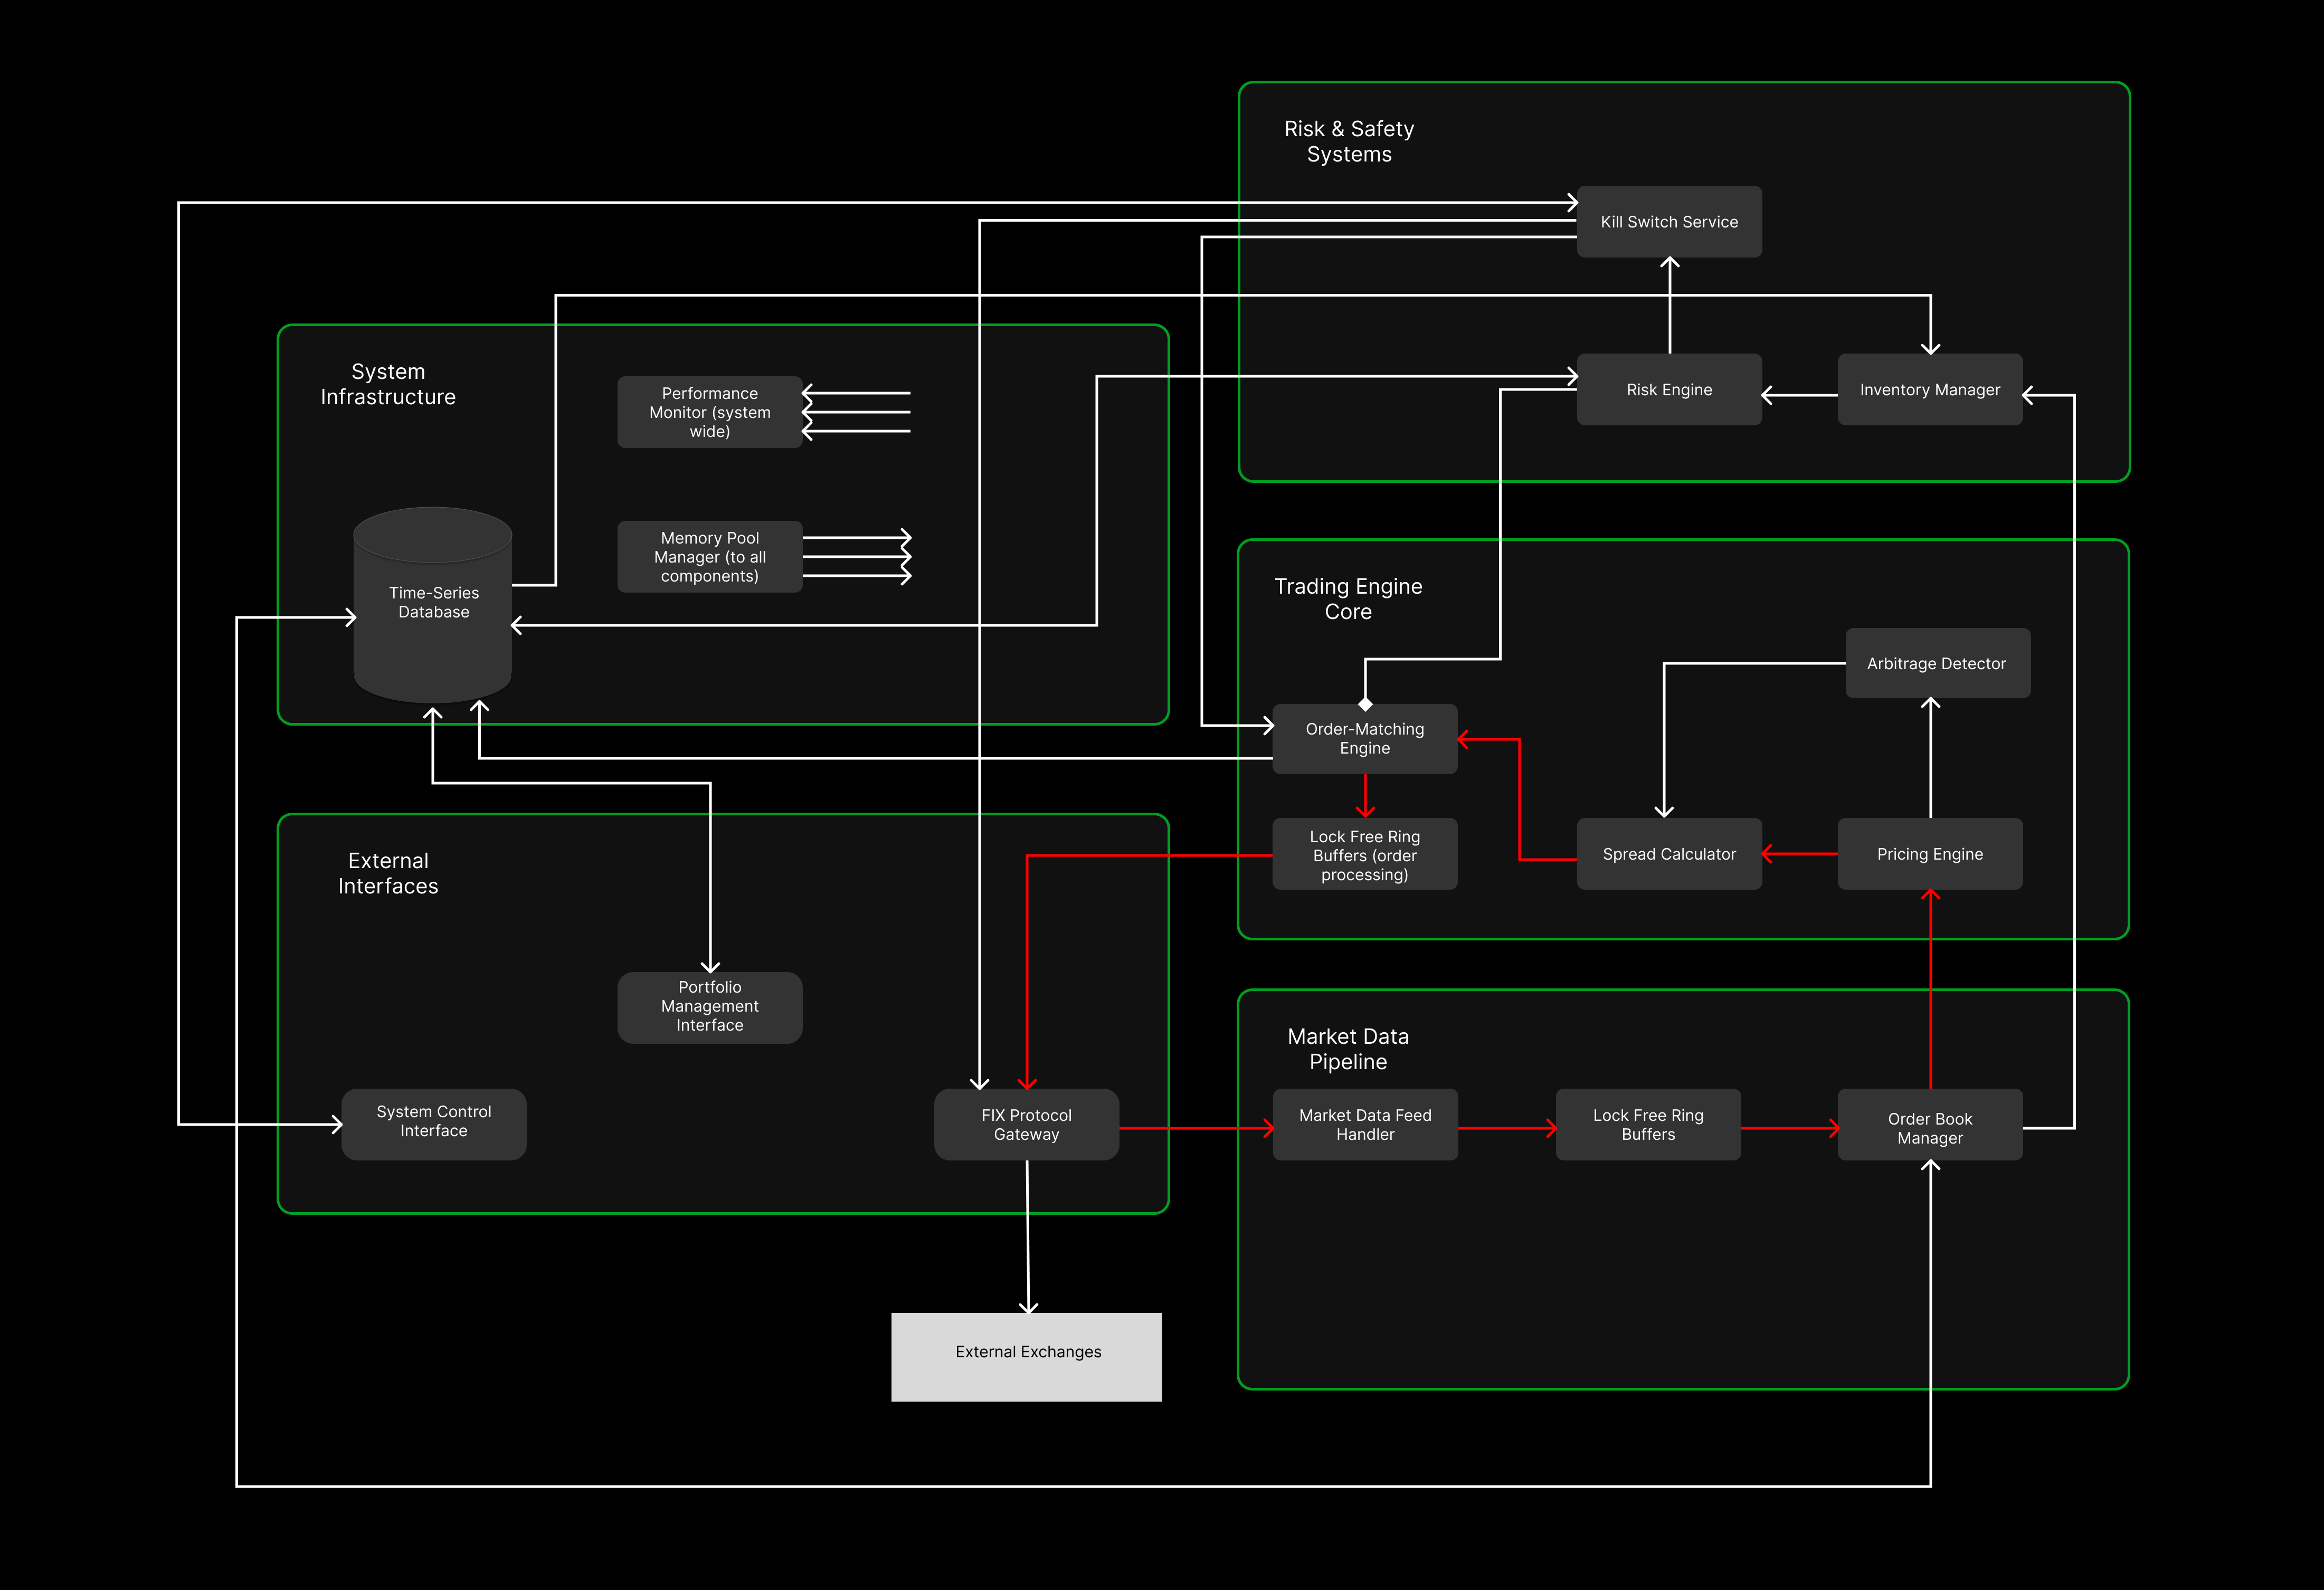 Risk & Safety
Systems
Kill Switch Service
Risk Engine
Inventory Manager
System
Infrastructure
Performance
Monitor (system
wide)
Memory Pool
Manager (to all
components)
Time-Series
Database
Trading Engine
Core
Arbitrage Detector
Order-Matching
Engine
Lock Free Ring
Buffers (order
processing)
Spread Calculator
Pricing Engine
External
Interfaces
Portfolio
Management
Interface
System Control
Interface
FIX Protocol
Gateway
Market Data
Pipeline
Market Data Feed
Handler
Lock Free Ring
Buffers
Order Book
Manager
External Exchanges